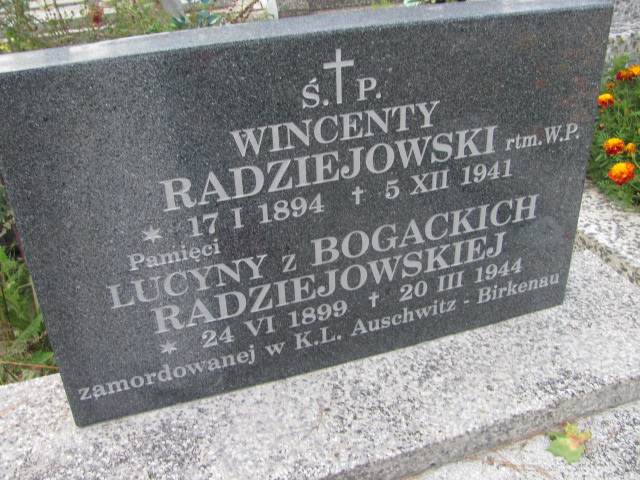 Ś. P.
WINCENTY
RADZIEJOWSKI rtm. W.P.
* 17 I 1894 † 5 XII 1941
Pamięci
LUCYNY z BOGACKICH
RADZIEJOWSKIEJ
* 24 VI 1899 † 20 III 1944
zamordowanej w K.L. Auschwitz - Birkenau